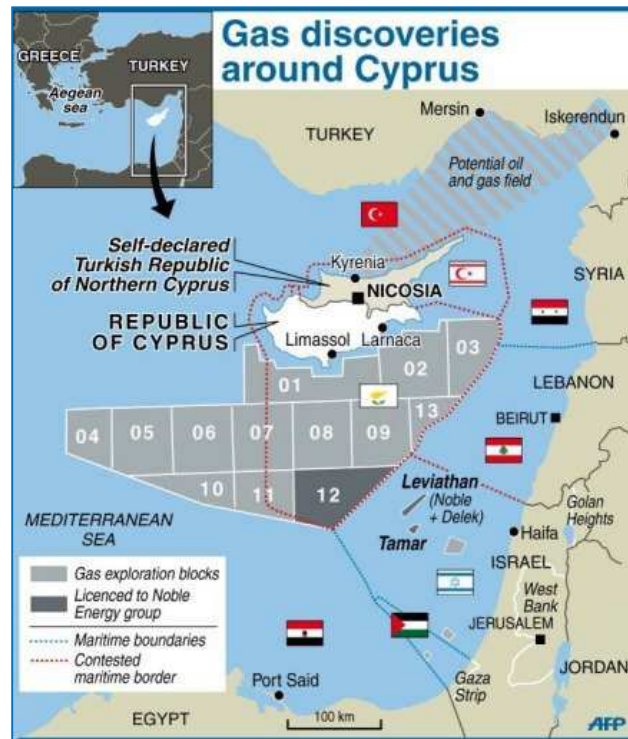 Gas discoveries
around Cyprus
GREECE
TURKEY
Aegean
sea
Mersin
Iskerendun
TURKEY
Potential oil
and gas field
Self-declared
Turkish Republic
of Northern Cyprus
Kyrenia
NICOSIA
SYRIA
REPUBLIC
OF CYPRUS
Limassol
Larnaca
03
02
01
LEBANON
13
04
05
06
07
08
09
BEIRUT
10
11
12
Leviathan
(Noble
+ Delek)
Golan
Heights
MEDITERRANEAN
SEA
Tamar
Haifa
ISRAEL
Gas exploration blocks
Licenced to Noble
Energy group
West
Bank
JERUSALEM
Maritime boundaries
Contested
maritime border
Gaza
Strip
JORDAN
Port Said
EGYPT
100 km
AFP